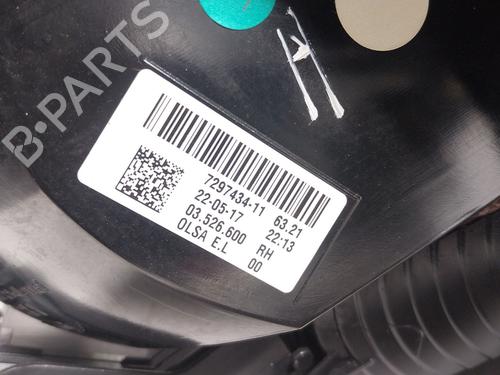 B-PARTS
7297434-11 63.21
22-05-17 22:13
03.526.600 RH
OLSA E.L 00